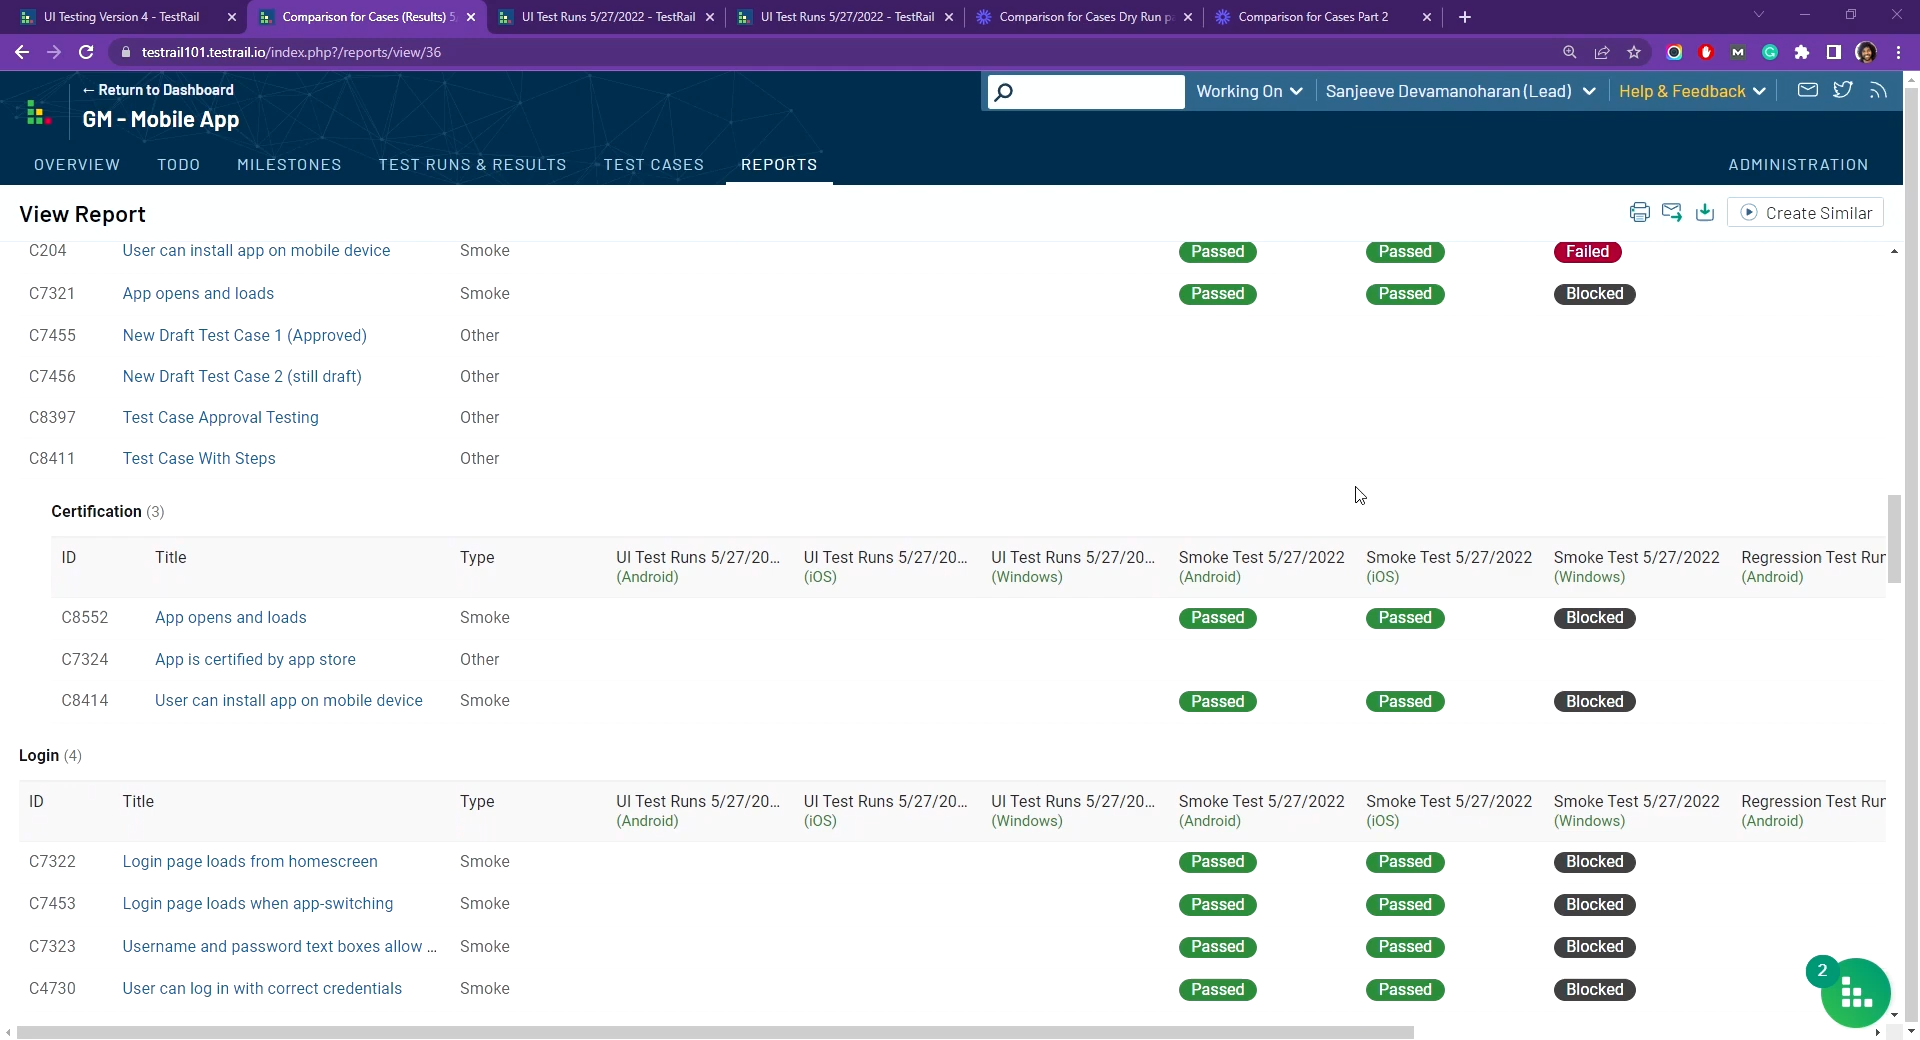 UI Testing Version 4 - TestRail
Comparison for Cases (Results) 5
UI Test Runs 5/27/2022 - TestRail
UI Test Runs 5/27/2022 - TestRail
Comparison for Cases Dry Run p
Comparison for Cases Part 2
testrail101.testrail.io/index.php?/reports/view/36
← Return to Dashboard
GM - Mobile App
Working On
Sanjeeve Devamanoharan (Lead)
Help & Feedback
OVERVIEW TODO MILESTONES TEST RUNS & RESULTS TEST CASES REPORTS ADMINISTRATION
View Report
Create Similar
C204 User can install app on mobile device Smoke Passed Passed Failed
C7321 App opens and loads Smoke Passed Passed Blocked
C7455 New Draft Test Case 1 (Approved) Other
C7456 New Draft Test Case 2 (still draft) Other
C8397 Test Case Approval Testing Other
C8411 Test Case With Steps Other
Certification (3)
ID Title Type UI Test Runs 5/27/20... UI Test Runs 5/27/20... UI Test Runs 5/27/20... Smoke Test 5/27/2022 Smoke Test 5/27/2022 Smoke Test 5/27/2022 Regression Test Run
(Android) (iOS) (Windows) (Android) (iOS) (Windows) (Android)
C8552 App opens and loads Smoke Passed Passed Blocked
C7324 App is certified by app store Other
C8414 User can install app on mobile device Smoke Passed Passed Blocked
Login (4)
ID Title Type UI Test Runs 5/27/20... UI Test Runs 5/27/20... UI Test Runs 5/27/20... Smoke Test 5/27/2022 Smoke Test 5/27/2022 Smoke Test 5/27/2022 Regression Test Run
(Android) (iOS) (Windows) (Android) (iOS) (Windows) (Android)
C7322 Login page loads from homescreen Smoke Passed Passed Blocked
C7453 Login page loads when app-switching Smoke Passed Passed Blocked
C7323 Username and password text boxes allow ... Smoke Passed Passed Blocked
C4730 User can log in with correct credentials Smoke Passed Passed Blocked
2